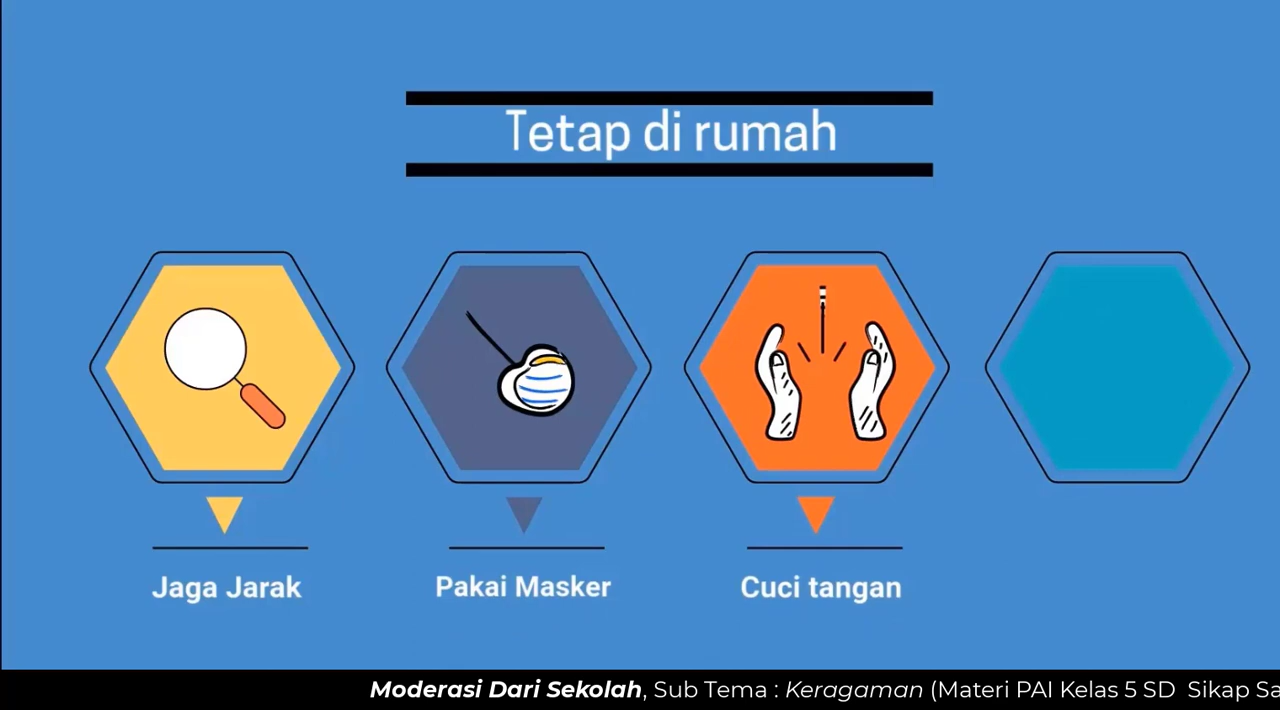 Tetap di rumah
Jaga Jarak
Pakai Masker
Cuci tangan
Moderasi Dari Sekolah, Sub Tema : Keragaman (Materi PAI Kelas 5 SD Sikap Sa